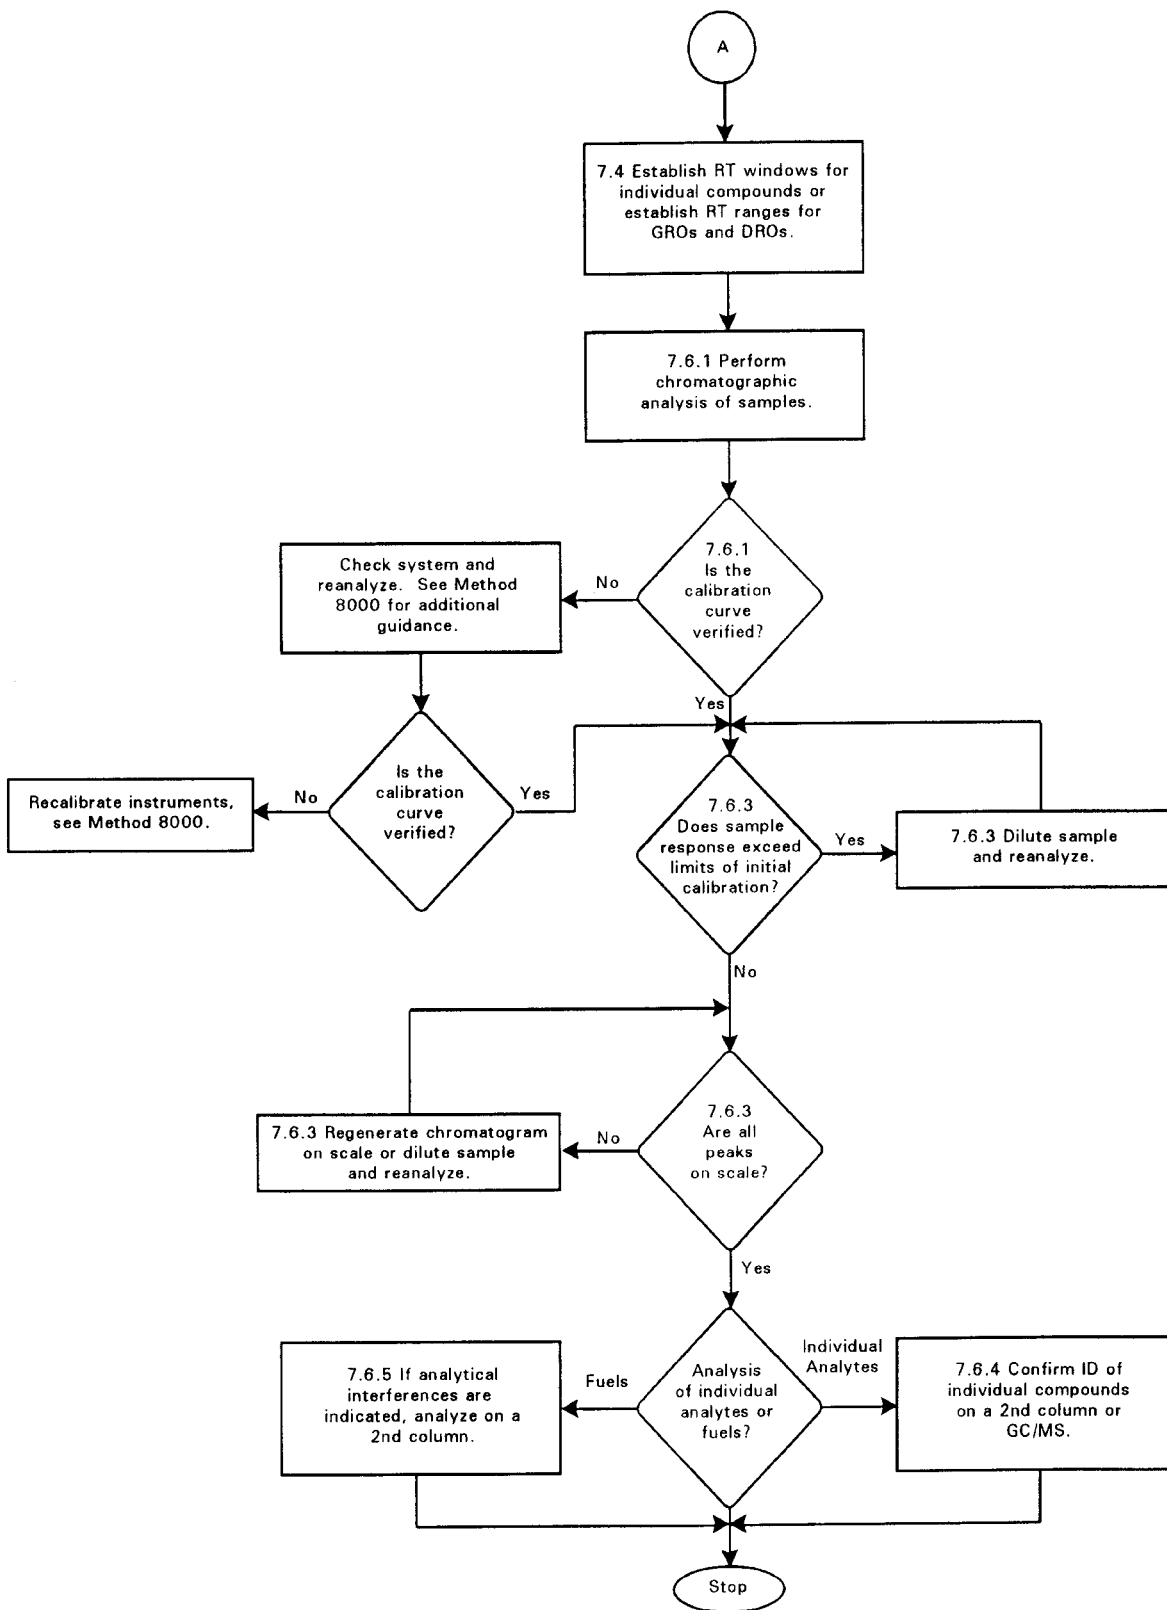 A
7.4 Establish RT windows for
individual compounds or
establish RT ranges for
GROs and DROs.
7.6.1 Perform
chromatographic
analysis of samples.
7.6.1
Is the
calibration
curve
verified?
No
Check system and
reanalyze. See Method
8000 for additional
guidance.
Yes
Is the
calibration
curve
verified?
No
Recalibrate instruments,
see Method 8000.
Yes
7.6.3
Does sample
response exceed
limits of initial
calibration?
Yes
7.6.3 Dilute sample
and reanalyze.
No
7.6.3
Are all
peaks
on scale?
No
7.6.3 Regenerate chromatogram
on scale or dilute sample
and reanalyze.
Yes
Analysis
of individual
analytes or
fuels?
Fuels
7.6.5 If analytical
interferences are
indicated, analyze on a
2nd column.
Individual
Analytes
7.6.4 Confirm ID of
individual compounds
on a 2nd column or
GC/MS.
Stop